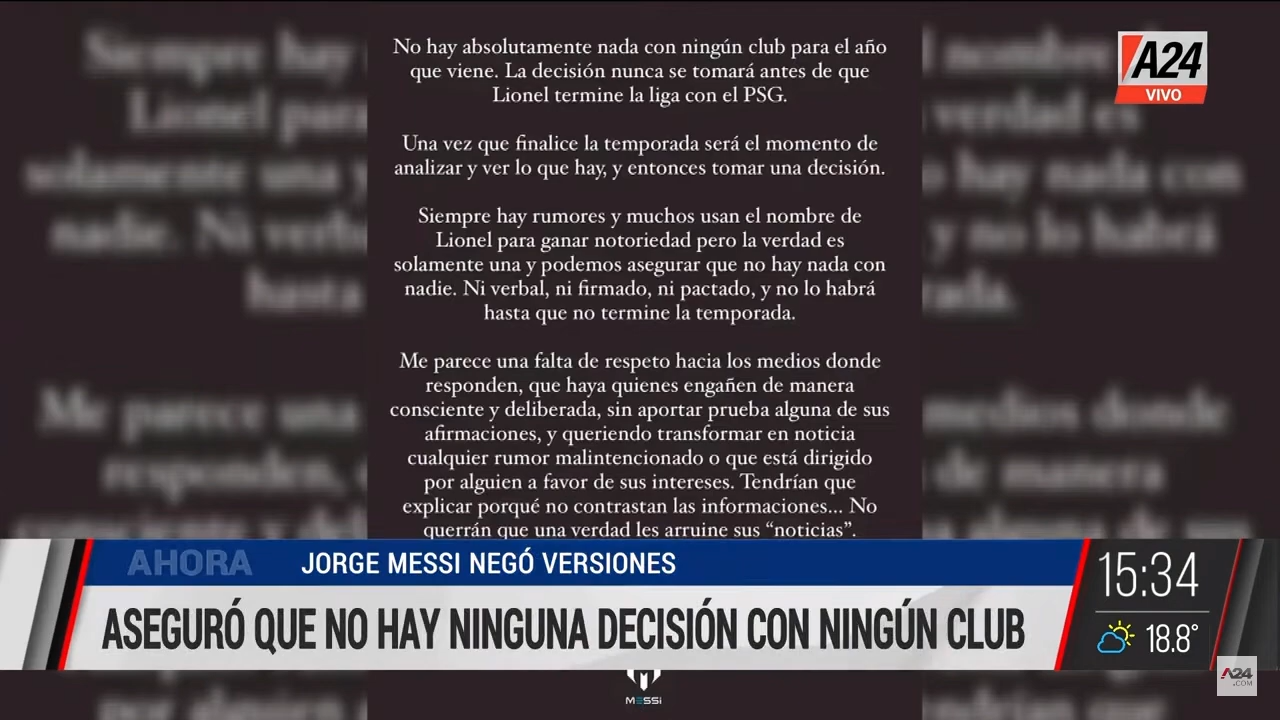 No hay absolutamente nada con ningún club para el año
que viene. La decisión nunca se tomará antes de que
Lionel termine la liga con el PSG.
Una vez que finalice la temporada será el momento de
analizar y ver lo que hay, y entonces tomar una decisión.
Siempre hay rumores y muchos usan el nombre de
Lionel para ganar notoriedad pero la verdad es
solamente una y podemos asegurar que no hay nada con
nadie. Ni verbal, ni firmado, ni pactado, y no lo habrá
hasta que no termine la temporada.
Me parece una falta de respeto hacia los medios donde
responden, que haya quienes engañen de manera
consciente y deliberada, sin aportar prueba alguna de sus
afirmaciones, y queriendo transformar en noticia
cualquier rumor malintencionado o que está dirigido
por alguien a favor de sus intereses. Tendrían que
explicar porqué no contrastan las informaciones... No
querrán que una verdad les arruine sus “noticias”.
A24
VIVO
AHORA
JORGE MESSI NEGÓ VERSIONES
ASEGURÓ QUE NO HAY NINGUNA DECISIÓN CON NINGÚN CLUB
15:34
18.8°
MESSI
A24
.COM